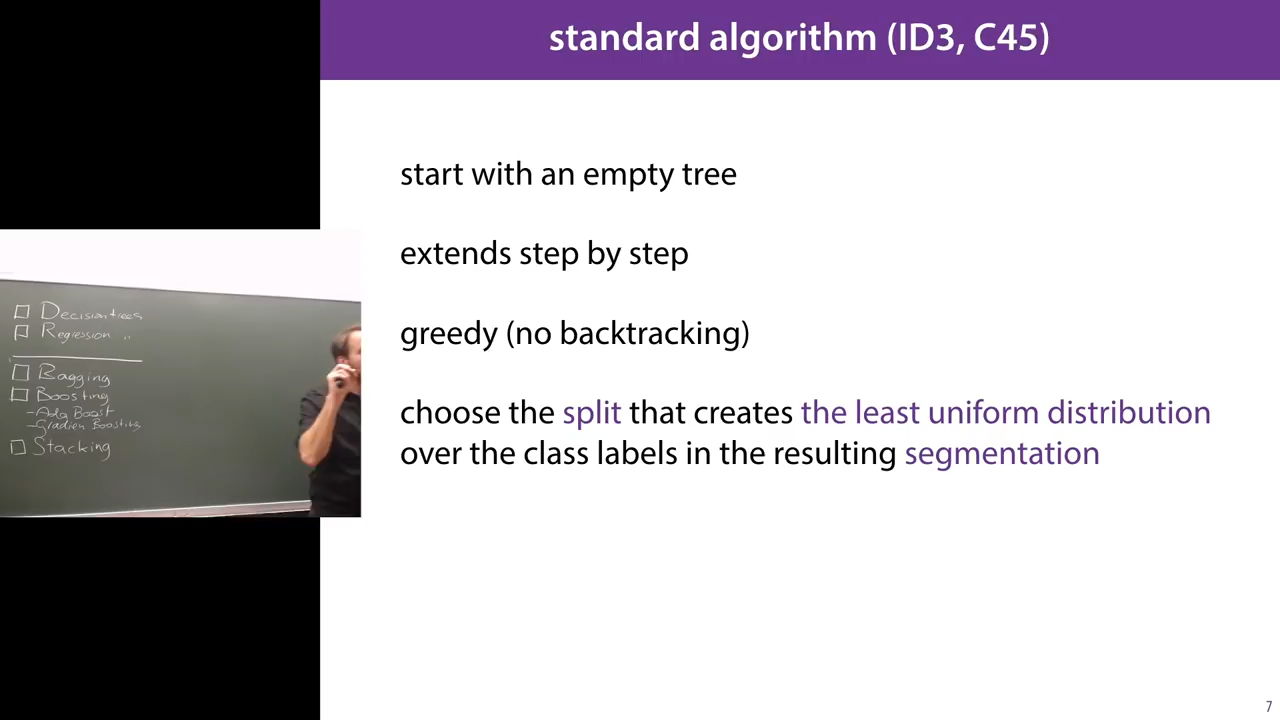 standard algorithm (ID3, C45)
start with an empty tree
extends step by step
greedy (no backtracking)
choose the split that creates the least uniform distribution
over the class labels in the resulting segmentation
Decision trees
Regression "
Bagging
Boosting
- Ada Boost
- Gradien Boosting
Stacking
7